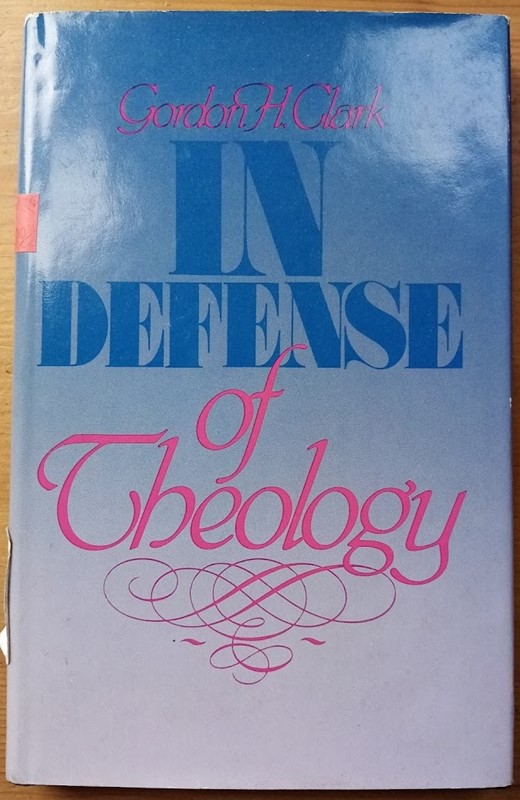 Gordon H. Clark
IN
DEFENSE
of
Theology